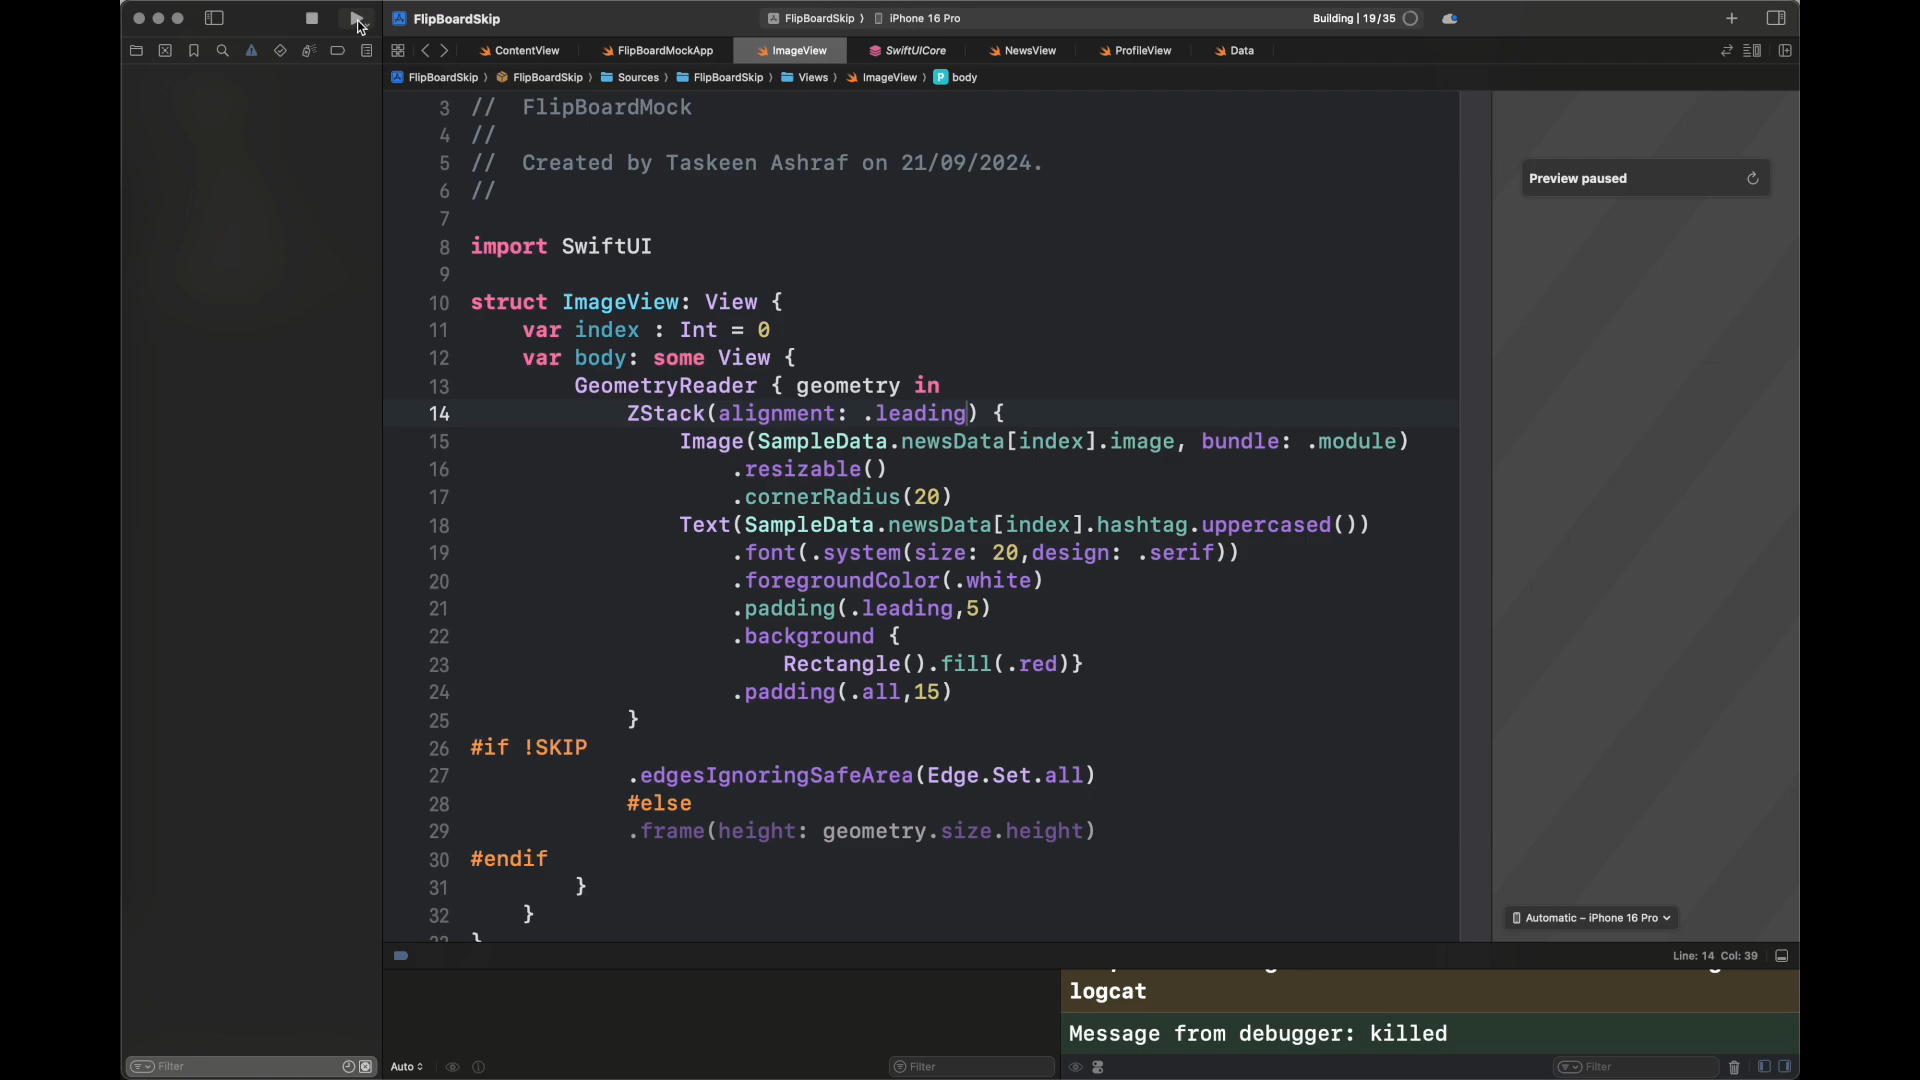 FlipBoardSkip
FlipBoardSkip ⟩ iPhone 16 Pro
Building | 19/35
ContentView
FlipBoardMockApp
ImageView
SwiftUICore
NewsView
ProfileView
Data
FlipBoardSkip ⟩ FlipBoardSkip ⟩ Sources ⟩ FlipBoardSkip ⟩ Views ⟩ ImageView ⟩ P body
3 //  FlipBoardMock
4 //
5 //  Created by Taskeen Ashraf on 21/09/2024.
6 //
7
8 import SwiftUI
9
10 struct ImageView: View {
11     var index : Int = 0
12     var body: some View {
13         GeometryReader { geometry in
14             ZStack(alignment: .leading) {
15                 Image(SampleData.newsData[index].image, bundle: .module)
16                     .resizable()
17                     .cornerRadius(20)
18                 Text(SampleData.newsData[index].hashtag.uppercased())
19                     .font(.system(size: 20,design: .serif))
20                     .foregroundColor(.white)
21                     .padding(.leading,5)
22                     .background {
23                         Rectangle().fill(.red)}
24                     .padding(.all,15)
25             }
26 #if !SKIP
27             .edgesIgnoringSafeArea(Edge.Set.all)
28             #else
29             .frame(height: geometry.size.height)
30 #endif
31         }
32     }
Preview paused
Automatic – iPhone 16 Pro
Line: 14 Col: 39
logcat
Message from debugger: killed
Filter
Auto
Filter
Filter